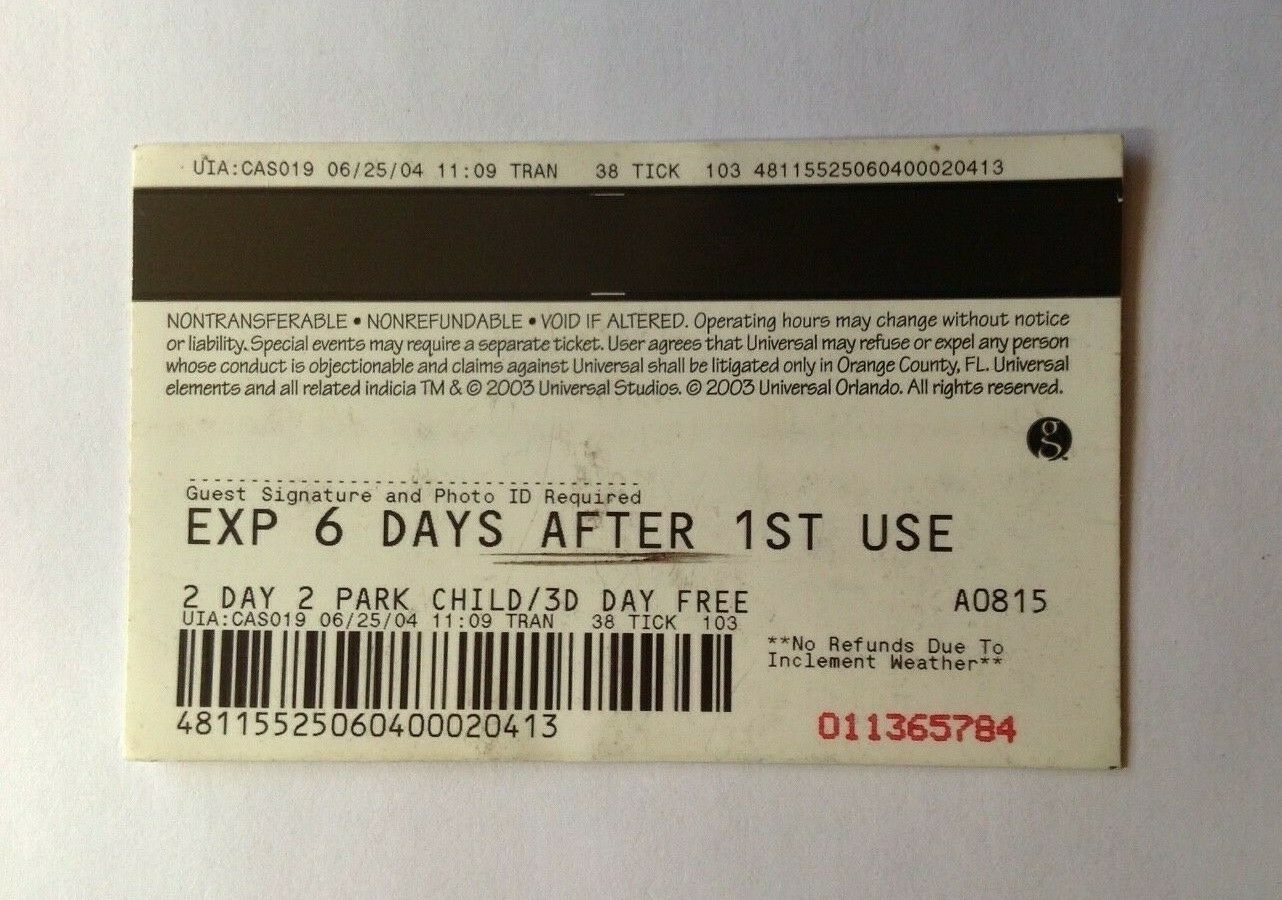 UIA:CAS019 06/25/04 11:09 TRAN 38 TICK 103 48115525060400020413
NONTRANSFERABLE • NONREFUNDABLE • VOID IF ALTERED. Operating hours may change without notice
or liability. Special events may require a separate ticket. User agrees that Universal may refuse or expel any person
whose conduct is objectionable and claims against Universal shall be litigated only in Orange County, FL. Universal
elements and all related indicia TM & © 2003 Universal Studios. © 2003 Universal Orlando. All rights reserved.
g
Guest Signature and Photo ID Required
EXP 6 DAYS AFTER 1ST USE
2 DAY 2 PARK CHILD/3D DAY FREE A0815
UIA:CAS019 06/25/04 11:09 TRAN 38 TICK 103
**No Refunds Due To
Inclement Weather**
48115525060400020413
011365784